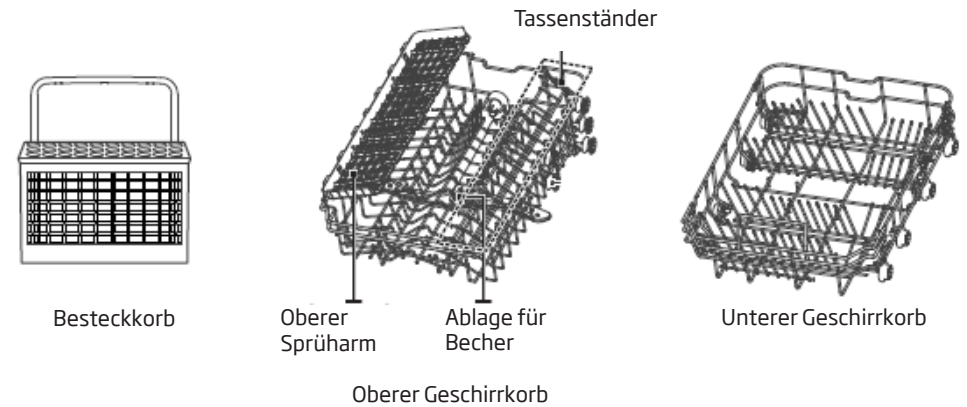 Tassenständer
Besteckkorb
Oberer
Sprüharm
Ablage für
Becher
Unterer Geschirrkorb
Oberer Geschirrkorb